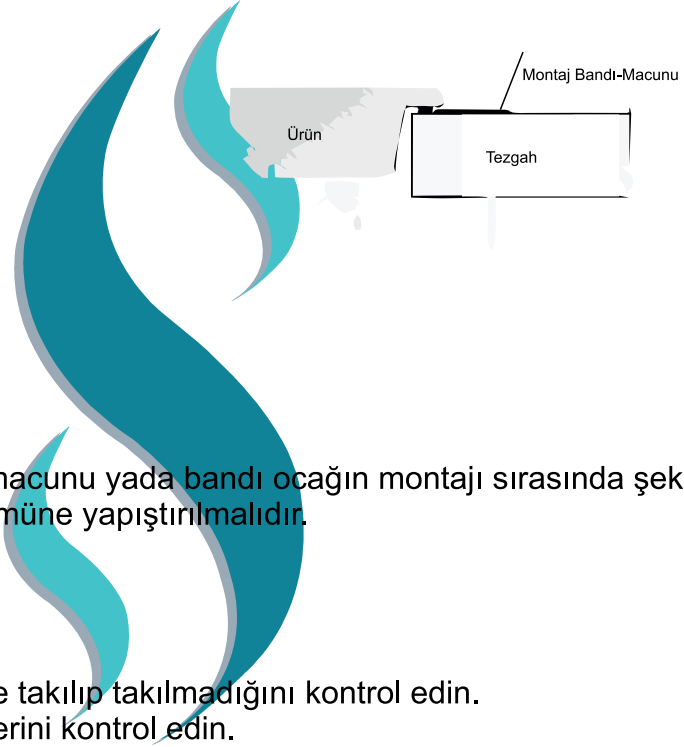 Montaj Bandı-Macunu
Ürün
Tezgah
macunu yada bandı ocağın montajı sırasında şek
müne yapıştırılmalıdır.
e takılıp takılmadığını kontrol edin.
erini kontrol edin.